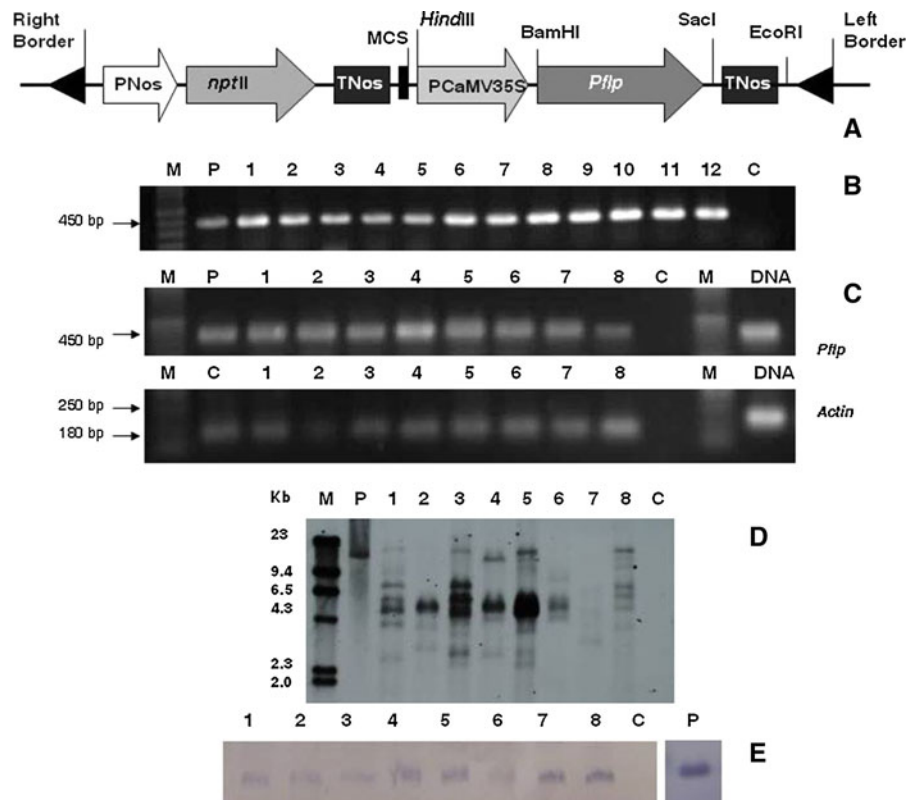 Right Border
HindIII
SacI
Left Border
MCS
BamHI
EcoRI
PNos
nptII
TNos
PCaMV35S
Pflp
TNos
A
M P 1 2 3 4 5 6 7 8 9 10 11 12 C
B
450 bp
M P 1 2 3 4 5 6 7 8 C M DNA
C
450 bp
Pflp
M C 1 2 3 4 5 6 7 8 M DNA
250 bp
Actin
180 bp
Kb M P 1 2 3 4 5 6 7 8 C
23
D
9.4
6.5
4.3
2.3
2.0
1 2 3 4 5 6 7 8 C P
E